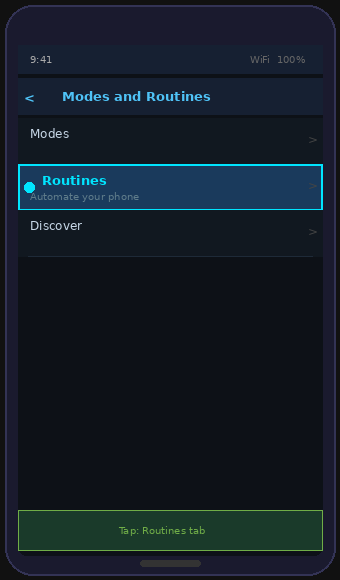 9:41 WiFi 100%
< Modes and Routines
Modes >
Routines >
Automate your phone
Discover >
Tap: Routines tab